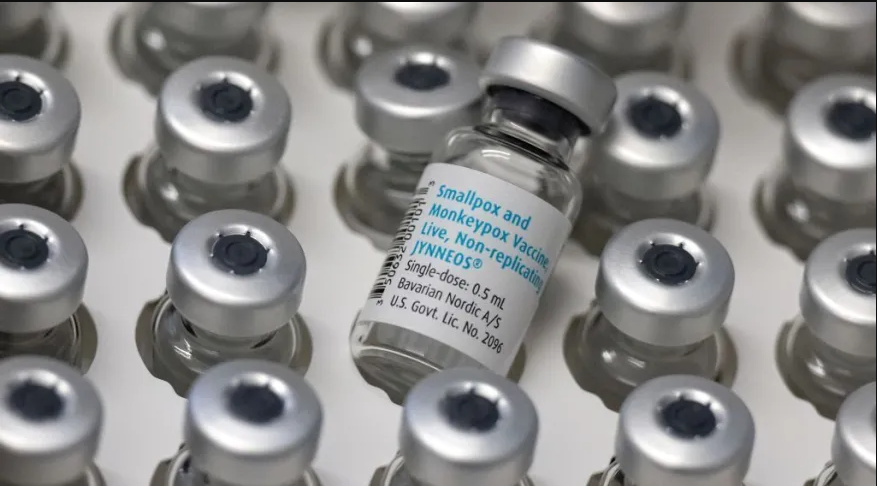 Smallpox and
Monkeypox Vaccine,
Live, Non-replicating
JYNNEOS®
Single-dose: 0.5 mL
Bavarian Nordic A/S
U.S. Govt. Lic. No. 2096